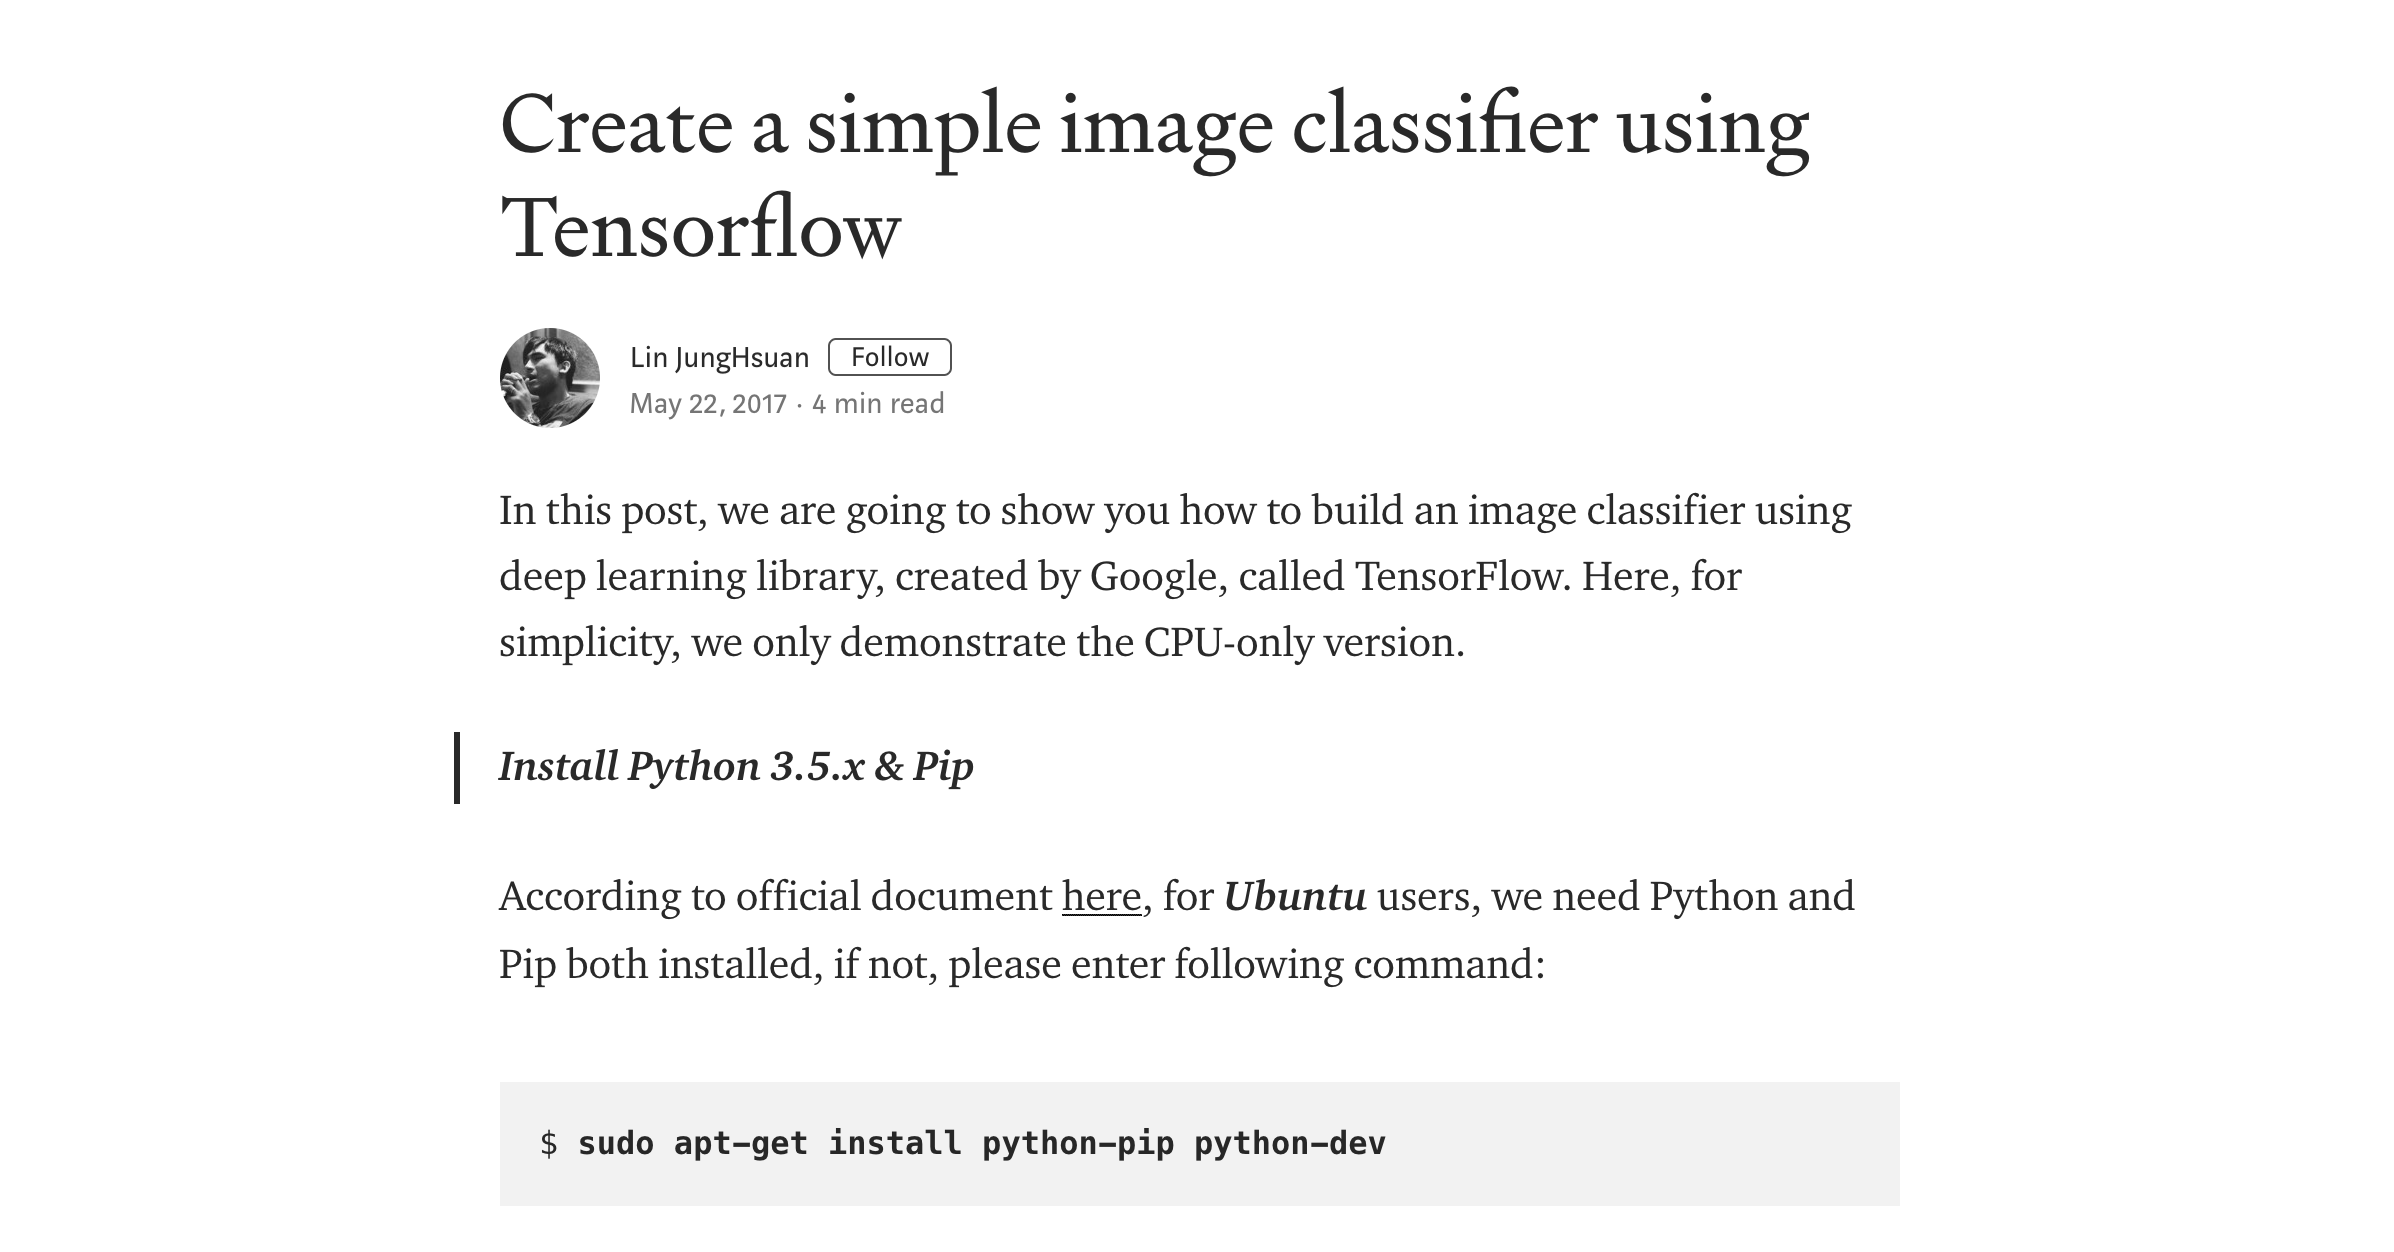 Create a simple image classifier using
Tensorflow
Lin JungHsuan Follow
May 22, 2017 · 4 min read
In this post, we are going to show you how to build an image classifier using
deep learning library, created by Google, called TensorFlow. Here, for
simplicity, we only demonstrate the CPU-only version.
Install Python 3.5.x & Pip
According to official document here, for Ubuntu users, we need Python and
Pip both installed, if not, please enter following command:
$ sudo apt-get install python-pip python-dev